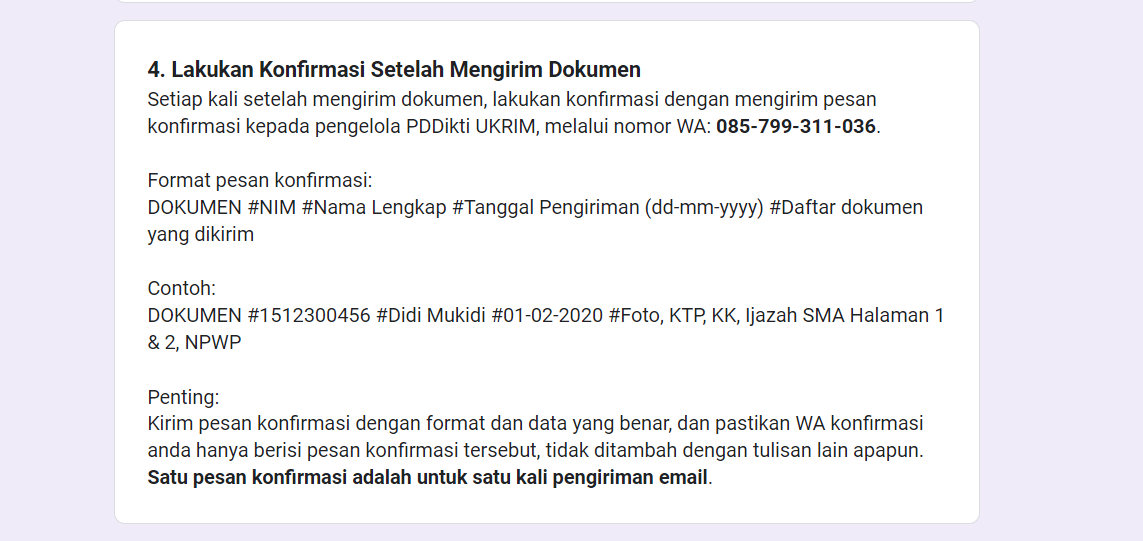 4. Lakukan Konfirmasi Setelah Mengirim Dokumen
Setiap kali setelah mengirim dokumen, lakukan konfirmasi dengan mengirim pesan
konfirmasi kepada pengelola PDDikti UKRIM, melalui nomor WA: 085-799-311-036.
Format pesan konfirmasi:
DOKUMEN #NIM #Nama Lengkap #Tanggal Pengiriman (dd-mm-yyyy) #Daftar dokumen
yang dikirim
Contoh:
DOKUMEN #1512300456 #Didi Mukidi #01-02-2020 #Foto, KTP, KK, Ijazah SMA Halaman 1
& 2, NPWP
Penting:
Kirim pesan konfirmasi dengan format dan data yang benar, dan pastikan WA konfirmasi
anda hanya berisi pesan konfirmasi tersebut, tidak ditambah dengan tulisan lain apapun.
Satu pesan konfirmasi adalah untuk satu kali pengiriman email.